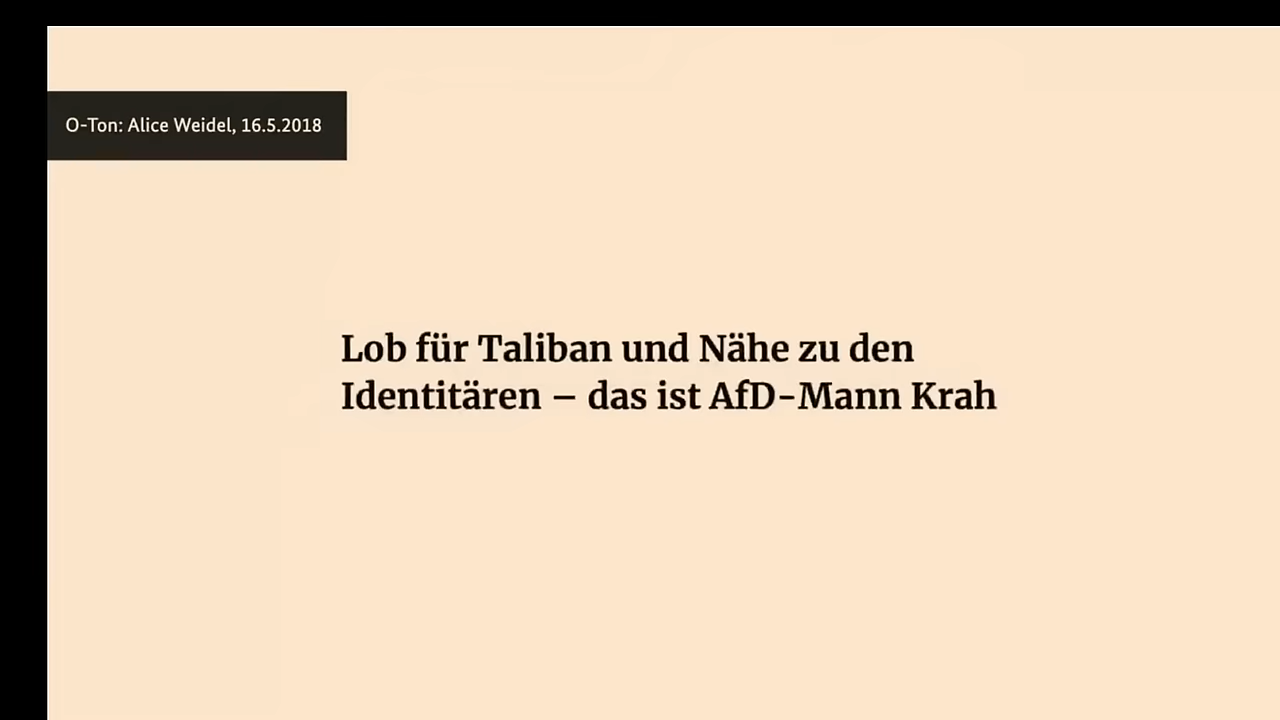 O-Ton: Alice Weidel, 16.5.2018
Lob für Taliban und Nähe zu den
Identitären – das ist AfD-Mann Krah